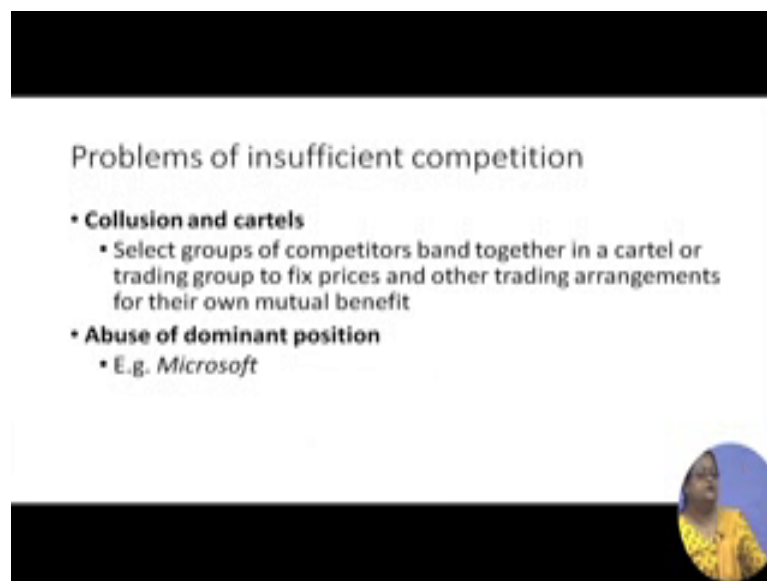 Problems of insufficient competition
• Collusion and cartels
▪ Select groups of competitors band together in a cartel or
trading group to fix prices and other trading arrangements
for their own mutual benefit
• Abuse of dominant position
▪ E.g. Microsoft